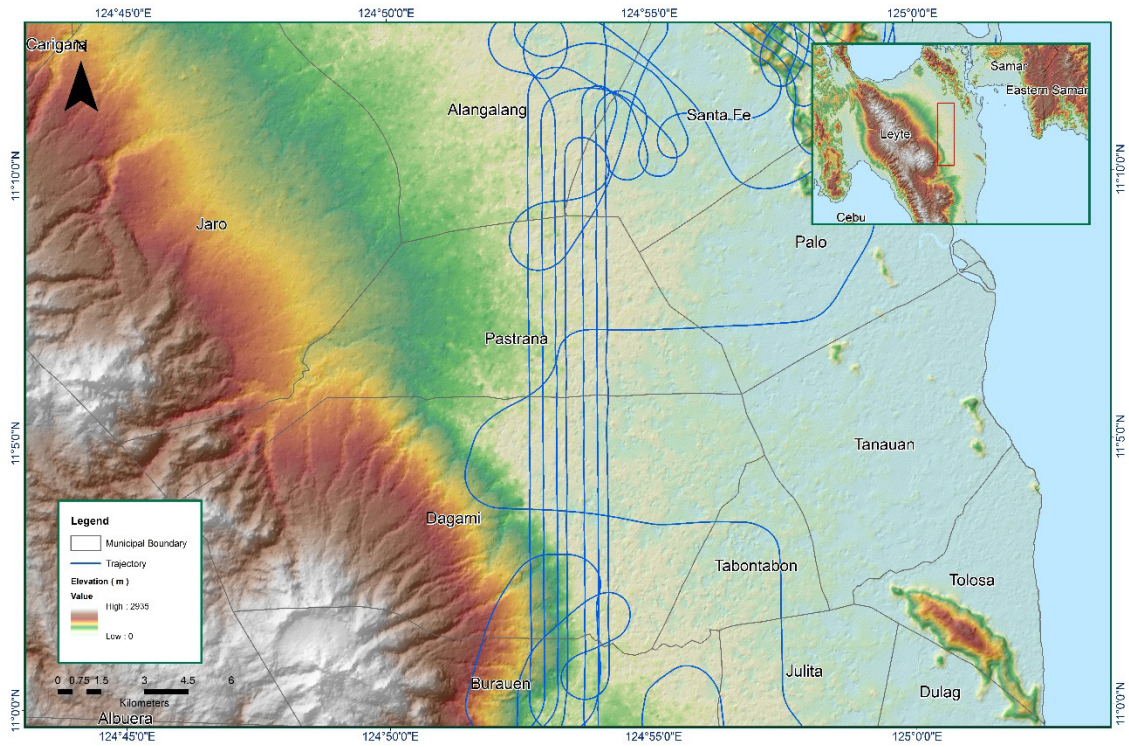 124°45'0"E
124°50'0"E
124°55'0"E
125°0'0"E
Carigara
N
Samar
Eastern Samar
Leyte
Cebu
Alangalang
Santa Fe
11°10'0"N
11°10'0"N
Jaro
Palo
Pastrana
11°5'0"N
11°5'0"N
Tanauan
Dagami
Tabontabon
Tolosa
Legend
Municipal Boundary
Trajectory
Elevation ( m )
Value
High : 2935
Low : 0
Burauen
Julita
Dulag
0 0.75 1.5 3 4.5 6
Kilometers
Albuera
11°0'0"N
11°0'0"N
124°45'0"E
124°50'0"E
124°55'0"E
125°0'0"E